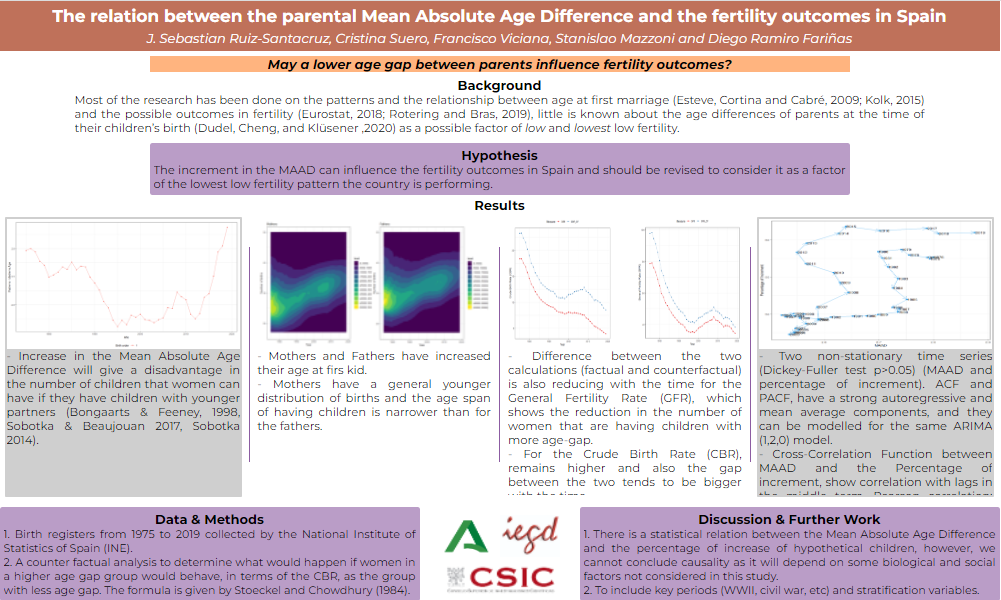 The relation between the parental Mean Absolute Age Difference and the fertility outcomes in Spain
J. Sebastian Ruiz-Santacruz, Cristina Suero, Francisco Viciana, Stanislao Mazzoni and Diego Ramiro Fariñas
May a lower age gap between parents influence fertility outcomes?
Background
Most of the research has been done on the patterns and the relationship between age at first marriage (Esteve, Cortina and Cabré, 2009; Kolk, 2015)
and the possible outcomes in fertility (Eurostat, 2018; Rotering and Bras, 2019), little is known about the age differences of parents at the time of
their children's birth (Dudel, Cheng, and Klüsener ,2020) as a possible factor of low and lowest low fertility.
Hypothesis
The increment in the MAAD can influence the fertility outcomes in Spain and should be revised to consider it as a factor
of the lowest low fertility pattern the country is performing.
Results
- Increase in the Mean Absolute Age
Difference will give a disadvantage in
the number of children that women can
have if they have children with younger
partners (Bongaarts & Feeney, 1998,
Sobotka & Beaujouan 2017, Sobotka
2014).
- Mothers and Fathers have increased
their age at firs kid.
- Mothers have a general younger
distribution of births and the age span
of having children is narrower than for
the fathers.
- Difference between the two
calculations (factual and counterfactual)
is also reducing with the time for the
General Fertility Rate (GFR), which
shows the reduction in the number of
women that are having children with
more age-gap.
- For the Crude Birth Rate (CBR),
remains higher and also the gap
between the two tends to be bigger
with the time.
- Two non-stationary time series
(Dickey-Fuller test p>0.05) (MAAD and
percentage of increment). ACF and
PACF, have a strong autoregressive and
mean average components, and they
can be modelled for the same ARIMA
(1,2,0) model.
- Cross-Correlation Function between
MAAD and the Percentage of
increment, show correlation with lags in
the middle term. Pearson correlation:
Data & Methods
1. Birth registers from 1975 to 2019 collected by the National Institute of
Statistics of Spain (INE).
2. A counter factual analysis to determine what would happen if women in
a higher age gap group would behave, in terms of the CBR, as the group
with less age gap. The formula is given by Stoeckel and Chowdhury (1984).
iegd
CSIC
Discussion & Further Work
1. There is a statistical relation between the Mean Absolute Age Difference
and the percentage of increase of hypothetical children, however, we
cannot conclude causality as it will depend on some biological and social
factors not considered in this study.
2. To include key periods (WWII, civil war, etc) and stratification variables.